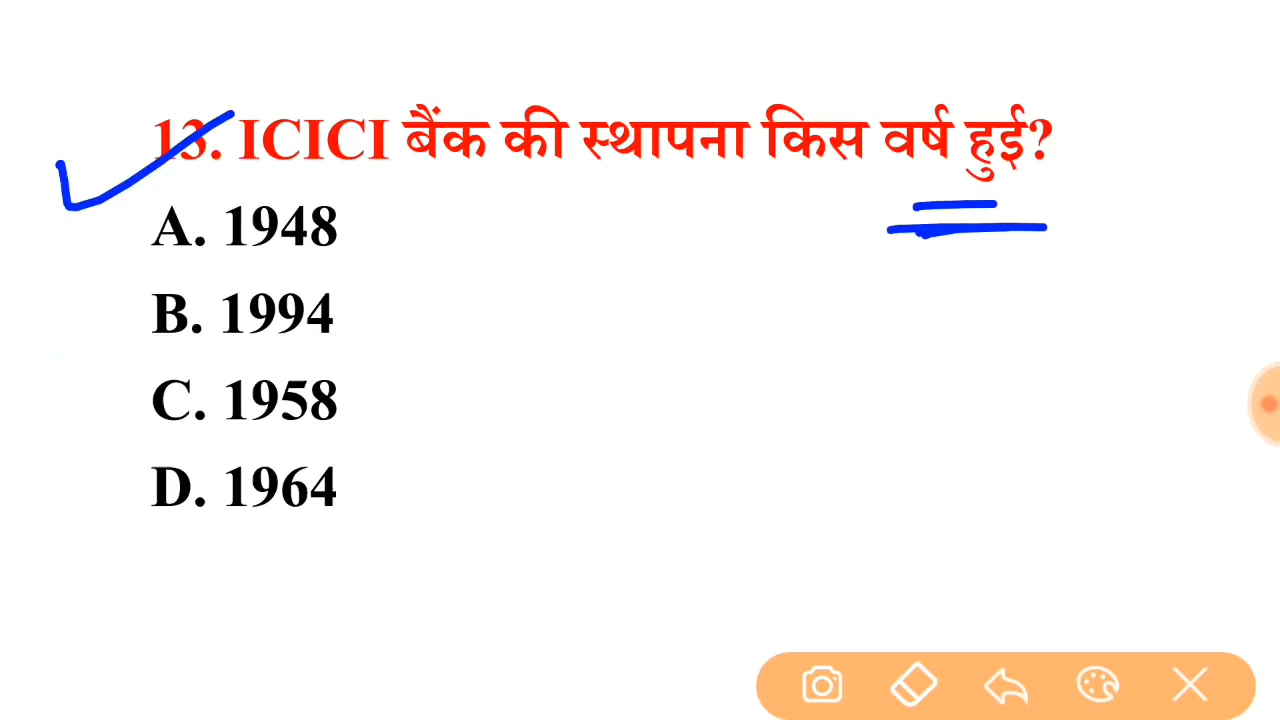 13. ICICI बैंक की स्थापना किस वर्ष हुई?
A. 1948
B. 1994
C. 1958
D. 1964